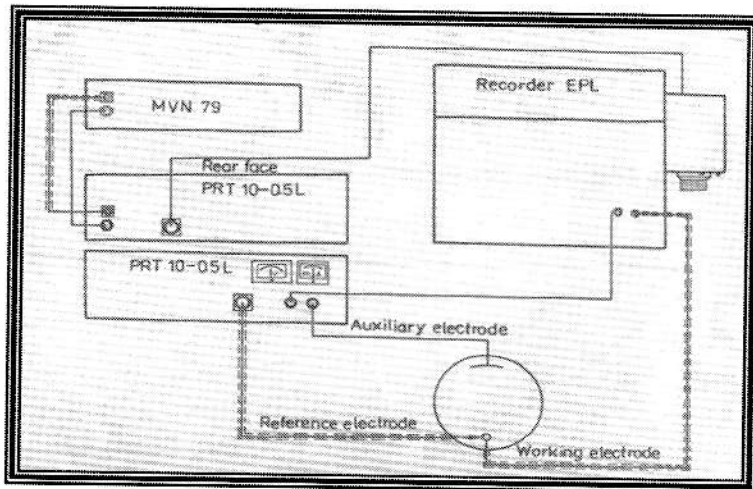 Recorder EPL
MVN 79
Rear face
PRT 10-05L
PRT 10-05L
Auxiliary electrode
Reference electrode
Working electrode